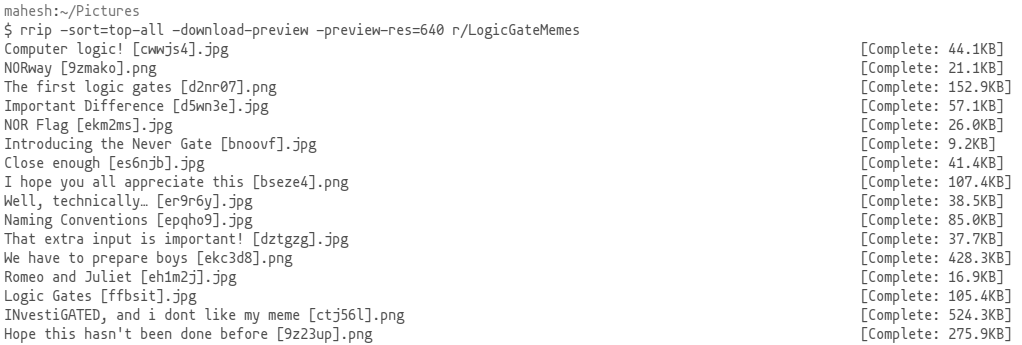 mahesh:~/Pictures
$ rrip -sort=top-all -download-preview -preview-res=640 r/LogicGateMemes
Computer logic! [cwwjs4].jpg [Complete: 44.1KB]
NORway [9zmako].png [Complete: 21.1KB]
The first logic gates [d2nr07].png [Complete: 152.9KB]
Important Difference [d5wn3e].jpg [Complete: 57.1KB]
NOR Flag [ekm2ms].jpg [Complete: 26.0KB]
Introducing the Never Gate [bnoovf].jpg [Complete: 9.2KB]
Close enough [es6njb].jpg [Complete: 41.4KB]
I hope you all appreciate this [bseze4].png [Complete: 107.4KB]
Well, technically… [er9r6y].jpg [Complete: 38.5KB]
Naming Conventions [epqho9].jpg [Complete: 85.0KB]
That extra input is important! [dztgzg].jpg [Complete: 37.7KB]
We have to prepare boys [ekc3d8].png [Complete: 428.3KB]
Romeo and Juliet [eh1m2j].jpg [Complete: 16.9KB]
Logic Gates [ffbsit].jpg [Complete: 105.4KB]
INvestiGATED, and i dont like my meme [ctj56l].png [Complete: 524.3KB]
Hope this hasn't been done before [9z23up].png [Complete: 275.9KB]